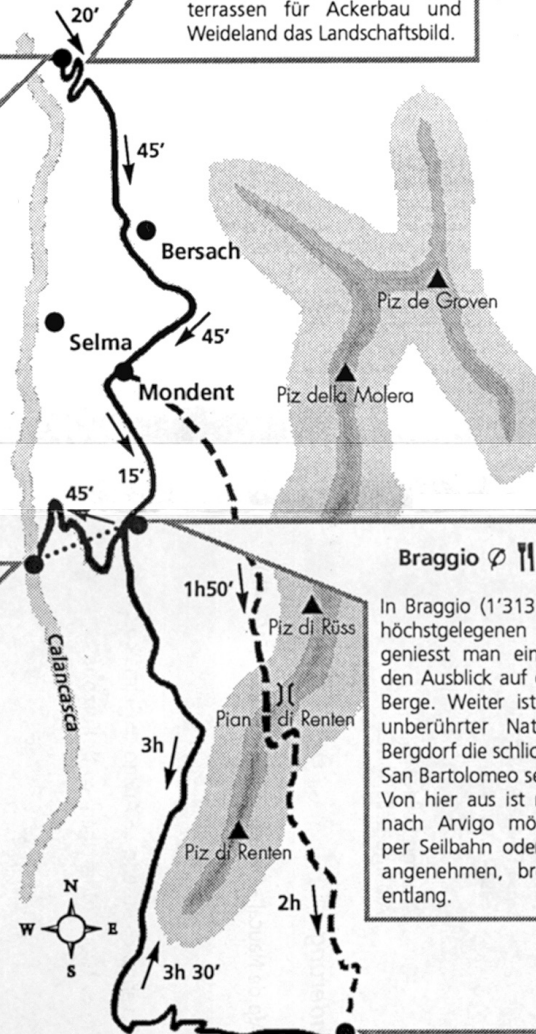 terrassen für Ackerbau und
Weideland das Landschaftsbild.
20’
45’
Bersach
Piz de Groven
Selma
45’
Mondent
Piz della Molera
15’
45’
Braggio
1h50’
In Braggio (1’313
höchstgelegenen
geniesst man ein
den Ausblick auf
Berge. Weiter ist
unberührter Nat
Bergdorf die schlic
San Bartolomeo se
Von hier aus ist
nach Arvigo mö
per Seilbahn ode
angenehmen, br
entlang.
Piz di Rüss
Calancasca
Pian di Renten
3h
Piz di Renten
N
W E
S
2h
3h 30’